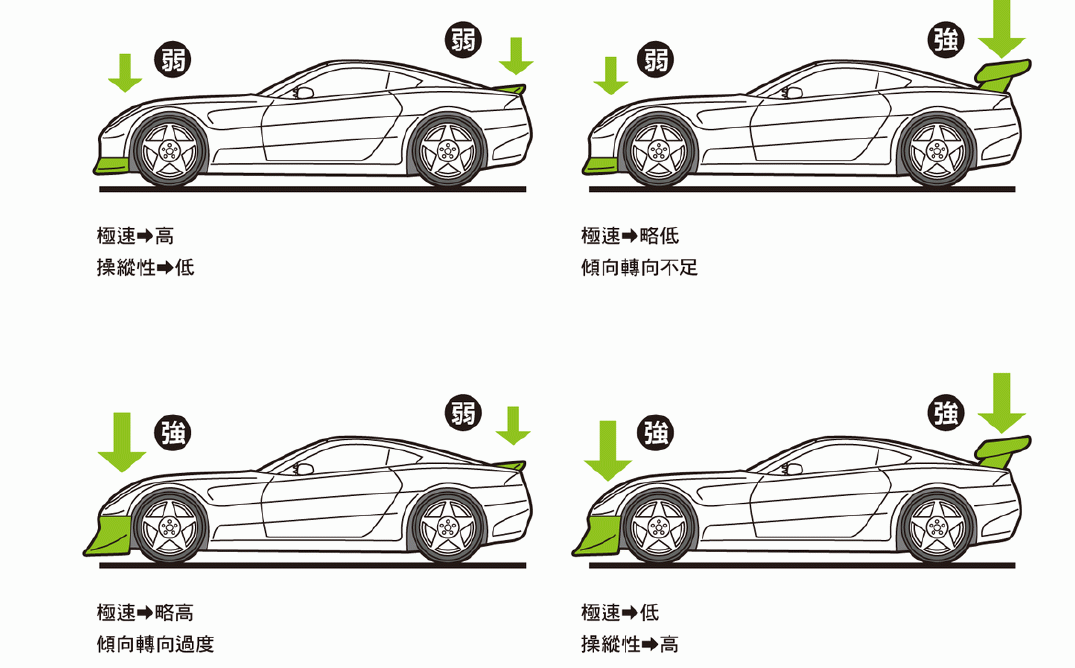 弱
弱
弱
強
極速➡高
操縱性➡低
極速➡略低
傾向轉向不足
強
弱
強
強
極速➡略高
傾向轉向過度
極速➡低
操縱性➡高